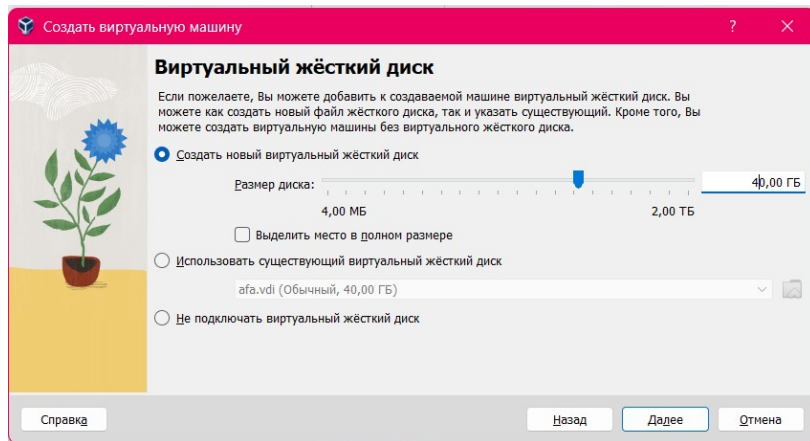 Создать виртуальную машину
Виртуальный жёсткий диск
Если пожелаете, Вы можете добавить к создаваемой машине виртуальный жёсткий диск. Вы
можете как создать новый файл жёсткого диска, так и указать существующий. Кроме того, Вы
можете создать виртуальную машины без виртуального жёсткого диска.
Создать новый виртуальный жёсткий диск
Размер диска:
40,00 ГБ
4,00 МБ
2,00 ТБ
Выделить место в полном размере
Использовать существующий виртуальный жёсткий диск
afa.vdi (Обычный, 40,00 ГБ)
Не подключать виртуальный жёсткий диск
Справка
Назад
Далее
Отмена